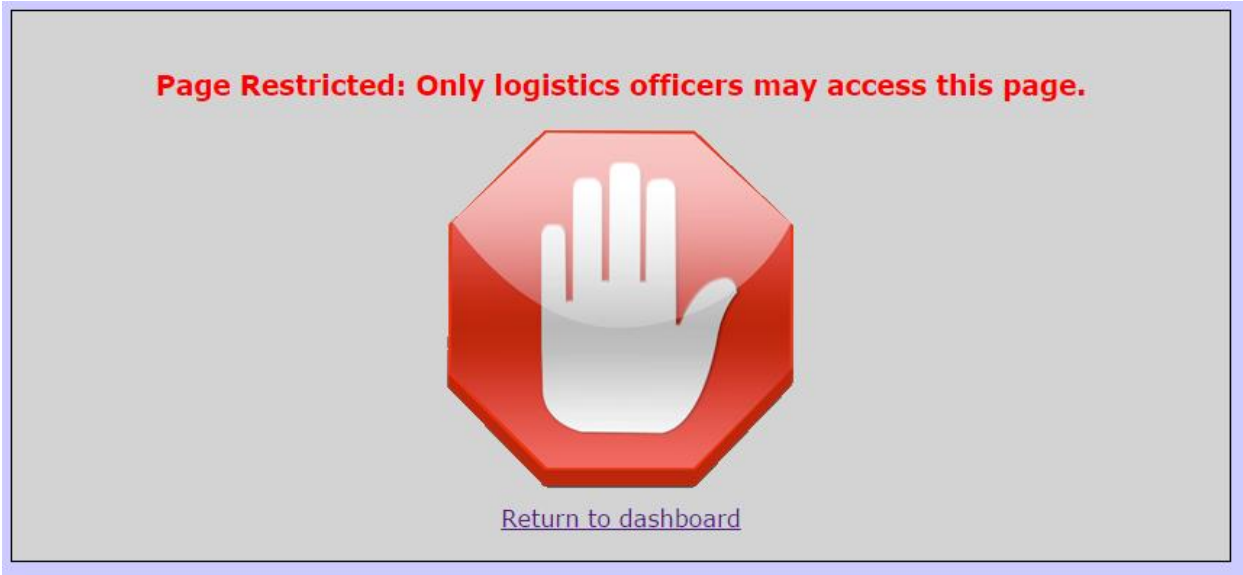 Page Restricted: Only logistics officers may access this page.
Return to dashboard